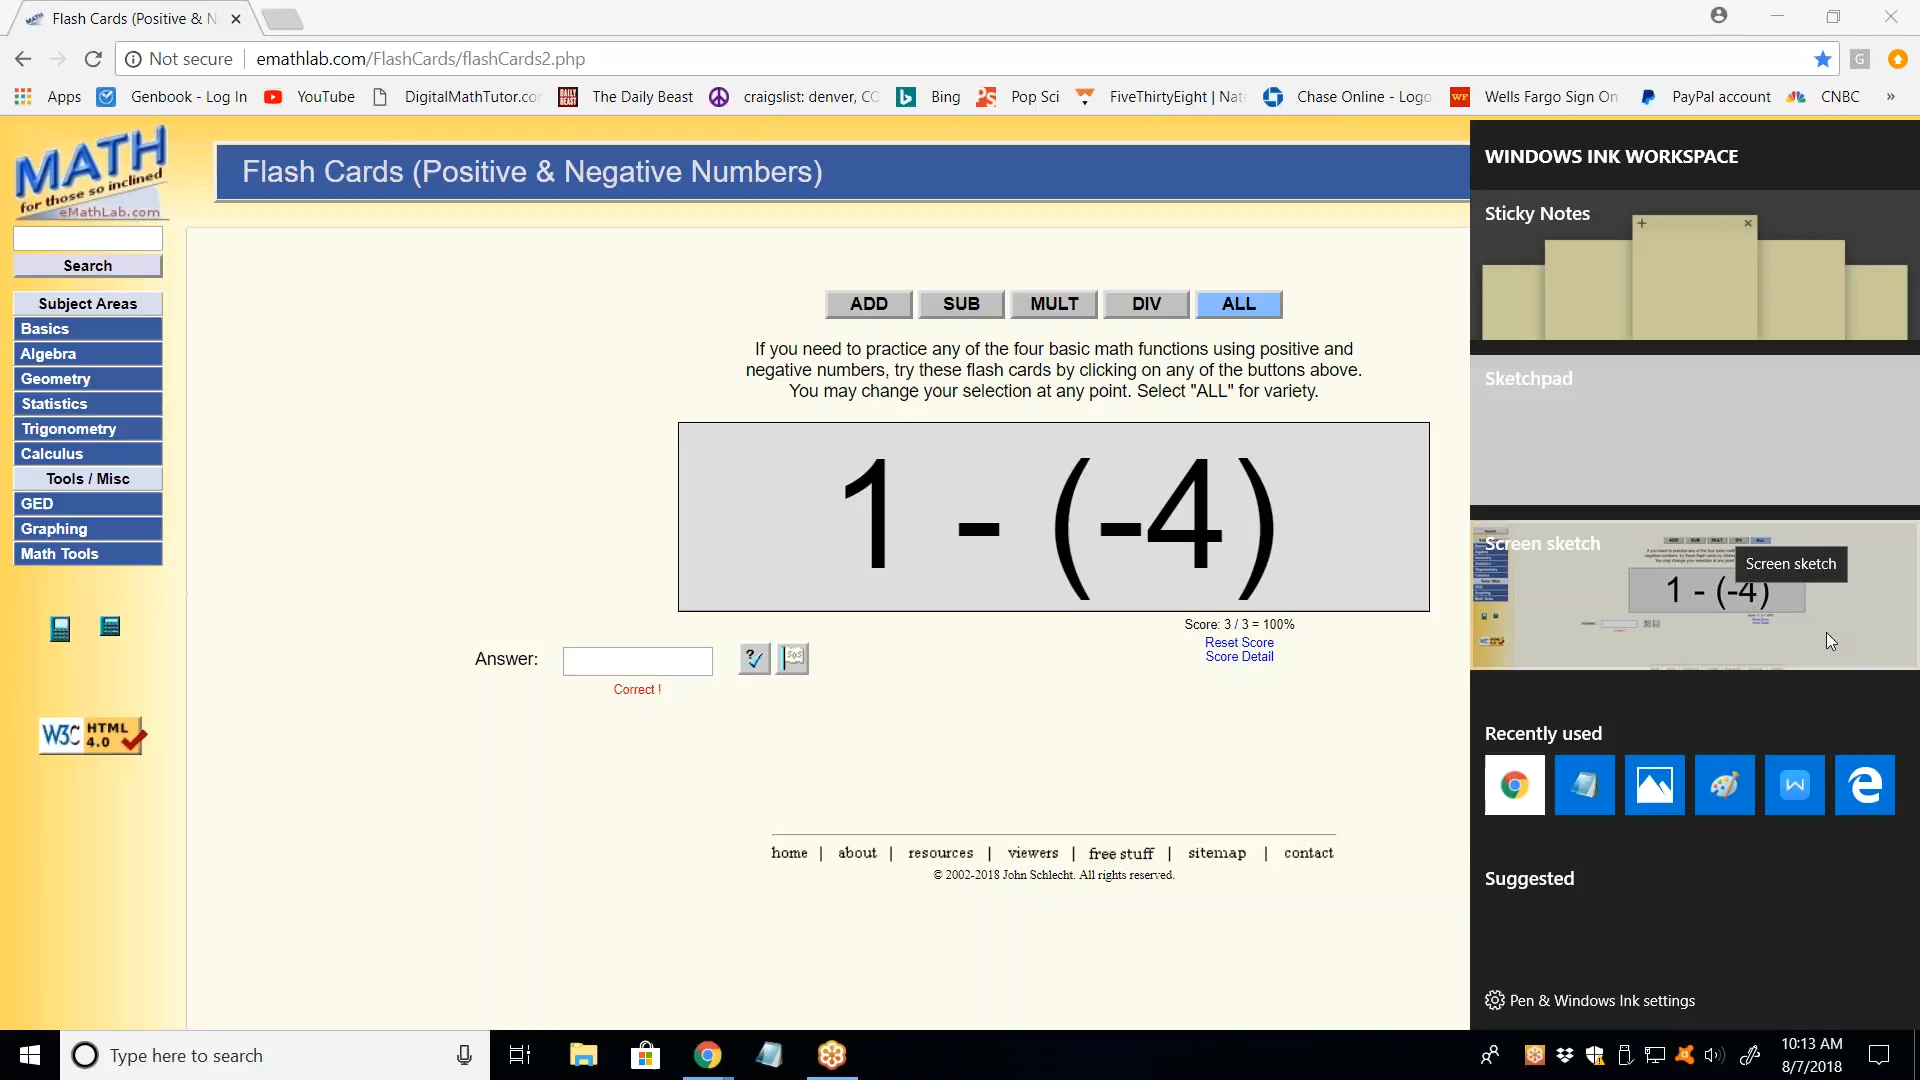 Flash Cards (Positive & N
Not secure
emathlab.com/FlashCards/flashCards2.php
G
Apps
Genbook - Log In
YouTube
DigitalMathTutor.co
The Daily Beast
craigslist: denver, CO
Bing
Pop Sci
FiveThirtyEight | Nat
Chase Online - Logo
Wells Fargo Sign On
PayPal account
CNBC
»
MATH
for those so inclined
eMathLab.com
Flash Cards (Positive & Negative Numbers)
Search
Subject Areas
Basics
Algebra
Geometry
Statistics
Trigonometry
Calculus
Tools / Misc
GED
Graphing
Math Tools
W3C HTML 4.0
ADD SUB MULT DIV ALL
If you need to practice any of the four basic math functions using positive and
negative numbers, try these flash cards by clicking on any of the buttons above.
You may change your selection at any point. Select "ALL" for variety.
1 - (-4)
Score: 3 / 3 = 100%
Reset Score
Score Detail
Answer:
Correct !
home | about | resources | viewers | free stuff | sitemap | contact
© 2002-2018 John Schlecht. All rights reserved.
WINDOWS INK WORKSPACE
Sticky Notes
Sketchpad
Screen sketch
Screen sketch
1 - (-4)
Recently used
Suggested
Pen & Windows Ink settings
Type here to search
10:13 AM
8/7/2018